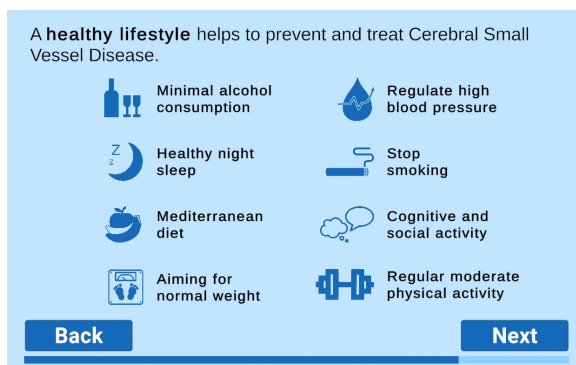 A healthy lifestyle helps to prevent and treat Cerebral Small
Vessel Disease.
Minimal alcohol
consumption
Regulate high
blood pressure
Z
z
Healthy night
sleep
Stop
smoking
Mediterranean
diet
Cognitive and
social activity
Aiming for
normal weight
Regular moderate
physical activity
Back
Next